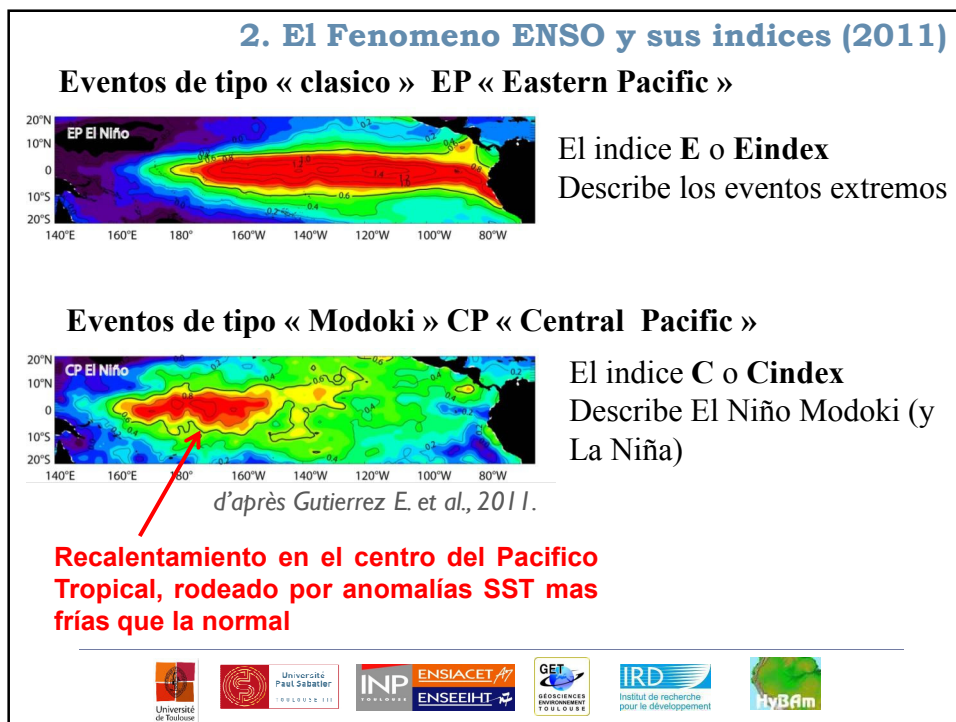 2. El Fenomeno ENSO y sus indices (2011)
Eventos de tipo « clasico » EP « Eastern Pacific »
20°N
10°N
0
10°S
20°S
EP El Niño
140°E 160°E 180° 160°W 140°W 120°W 100°W 80°W
El indice E o Eindex
Describe los eventos extremos
Eventos de tipo « Modoki » CP « Central Pacific »
20°N
10°N
0
10°S
20°S
CP El Niño
140°E 160°E 180° 160°W 140°W 120°W 100°W 80°W
El indice C o Cindex
Describe El Niño Modoki (y
La Niña)
d'après Gutierrez E. et al., 2011.
Recalentamiento en el centro del Pacifico
Tropical, rodeado por anomalías SST mas
frías que la normal
Université
de Toulouse
Université
Paul Sabatier
TOULOUSE III
INP
TOULOUSE
ENSIACET
ENSEEIHT
GET
GÉOSCIENCES
ENVIRONNEMENT
TOULOUSE
IRD
Institut de recherche
pour le développement
HyBAm